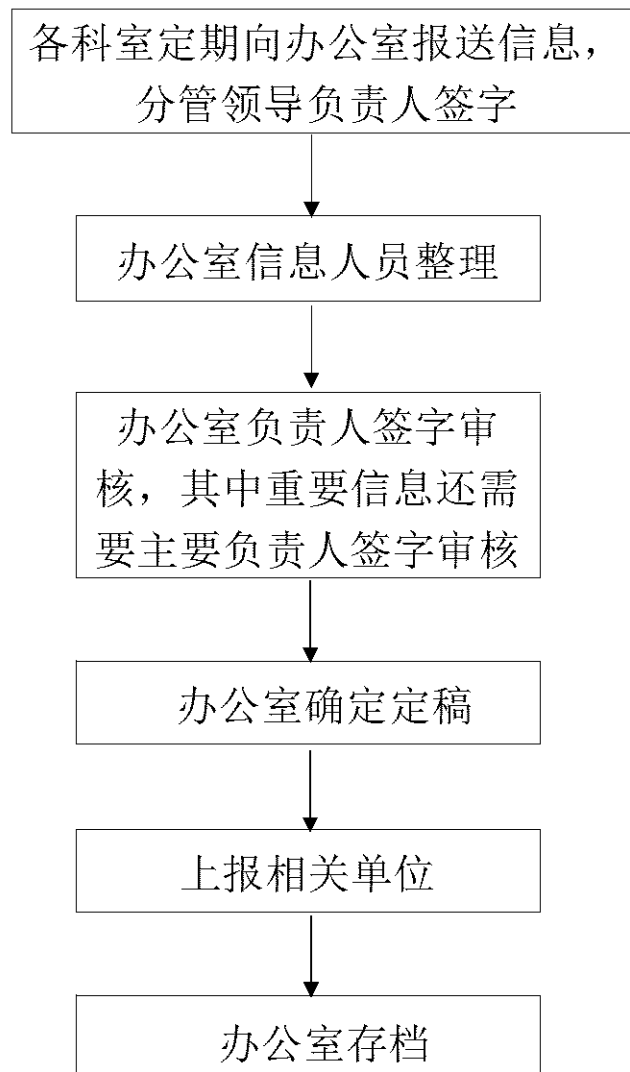 各科室定期向办公室报送信息，
分管领导负责人签字
办公室信息人员整理
办公室负责人签字审
核，其中重要信息还需
要主要负责人签字审核
办公室确定定稿
上报相关单位
办公室存档